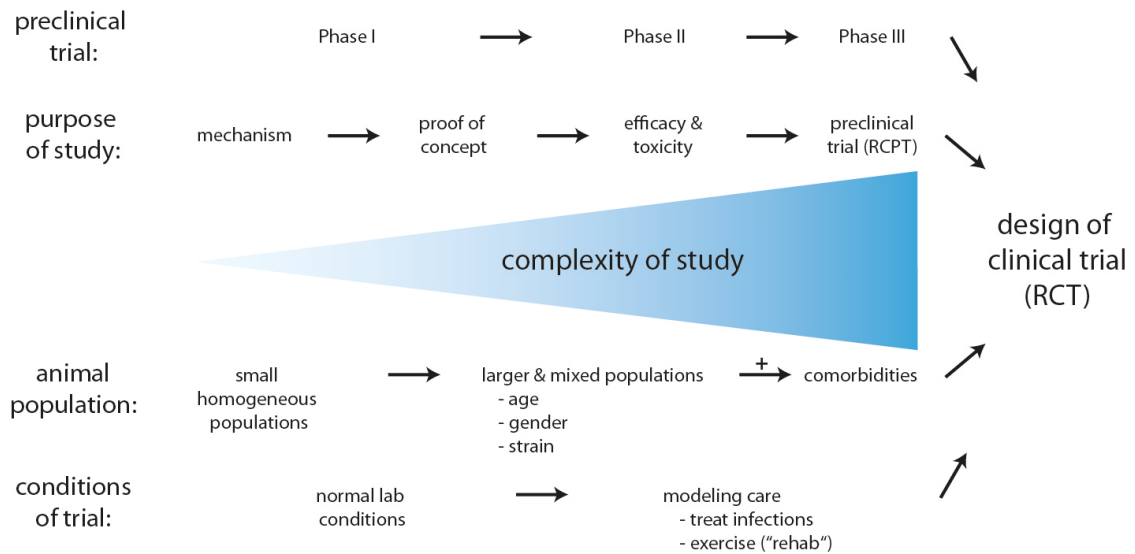 preclinical
trial:
Phase I
Phase II
Phase III
purpose
of study:
mechanism
proof of
concept
efficacy &
toxicity
preclinical
trial (RCPT)
complexity of study
design of
clinical trial
(RCT)
animal
population:
small
homogeneous
populations
larger & mixed populations
- age
- gender
- strain
+
comorbidities
conditions
of trial:
normal lab
conditions
modeling care
- treat infections
- exercise (“rehab“)